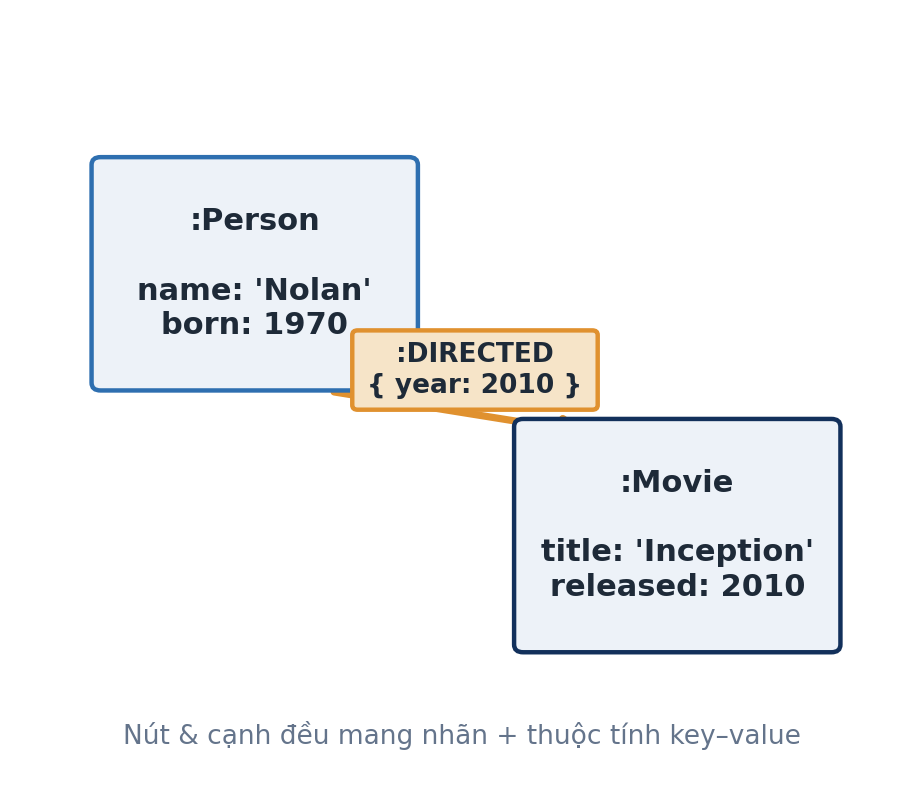 :Person
name: 'Nolan'
born: 1970
:DIRECTED
{ year: 2010 }
:Movie
title: 'Inception'
released: 2010
Nút & cạnh đều mang nhãn + thuộc tính key–value